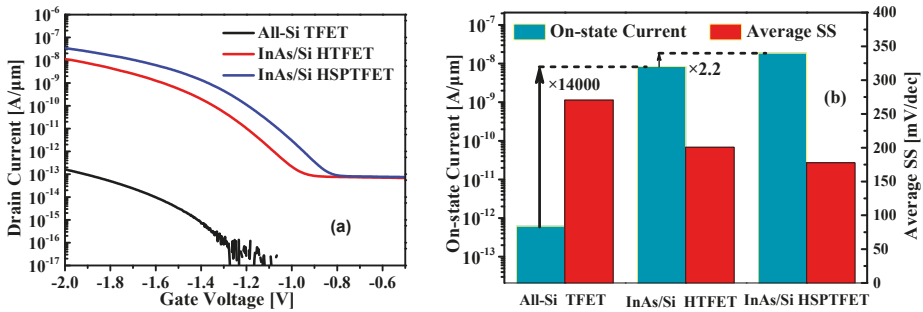 10⁻⁶
10⁻⁷
10⁻⁸
10⁻⁹
10⁻¹⁰
10⁻¹¹
10⁻¹²
10⁻¹³
10⁻¹⁴
10⁻¹⁵
10⁻¹⁶
10⁻¹⁷
Drain Current [A/μm]
All-Si TFET
InAs/Si HTFET
InAs/Si HSPTFET
(a)
-2.0 -1.8 -1.6 -1.4 -1.2 -1.0 -0.8 -0.6
Gate Voltage [V]
10⁻⁷
10⁻⁸
10⁻⁹
10⁻¹⁰
10⁻¹¹
10⁻¹²
10⁻¹³
On-state Current [A/μm]
On-state Current Average SS
×14000
×2.2
(b)
400
350
300
250
200
150
100
50
0
Average SS [mV/dec]
All-Si TFET InAs/Si HTFET InAs/Si HSPTFET